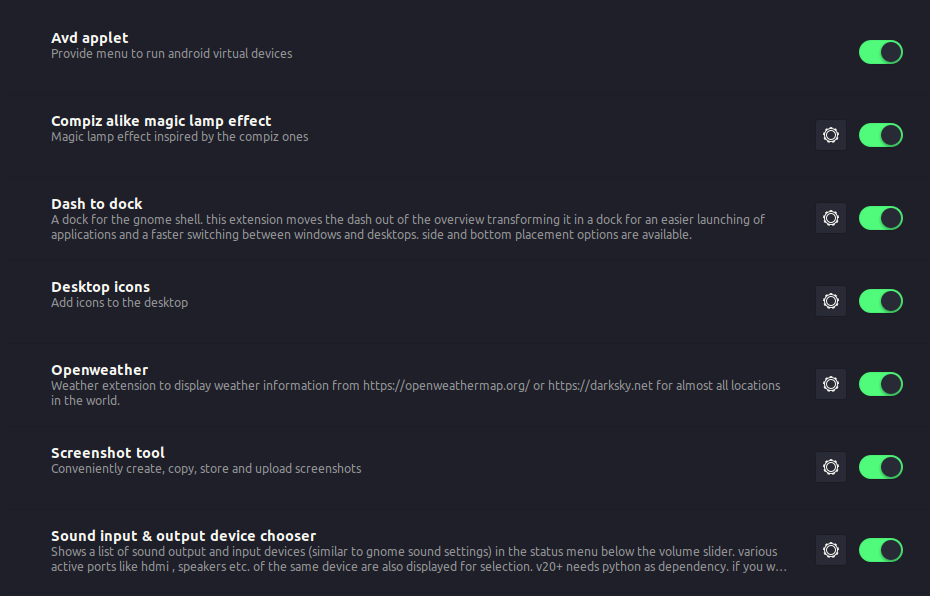 Avd applet
Provide menu to run android virtual devices
Compiz alike magic lamp effect
Magic lamp effect inspired by the compiz ones
Dash to dock
A dock for the gnome shell. this extension moves the dash out of the overview transforming it in a dock for an easier launching of
applications and a faster switching between windows and desktops. side and bottom placement options are available.
Desktop icons
Add icons to the desktop
Openweather
Weather extension to display weather information from https://openweathermap.org/ or https://darksky.net for almost all locations
in the world.
Screenshot tool
Conveniently create, copy, store and upload screenshots
Sound input & output device chooser
Shows a list of sound output and input devices (similar to gnome sound settings) in the status menu below the volume slider. various
active ports like hdmi , speakers etc. of the same device are also displayed for selection. v20+ needs python as dependency. if you w...